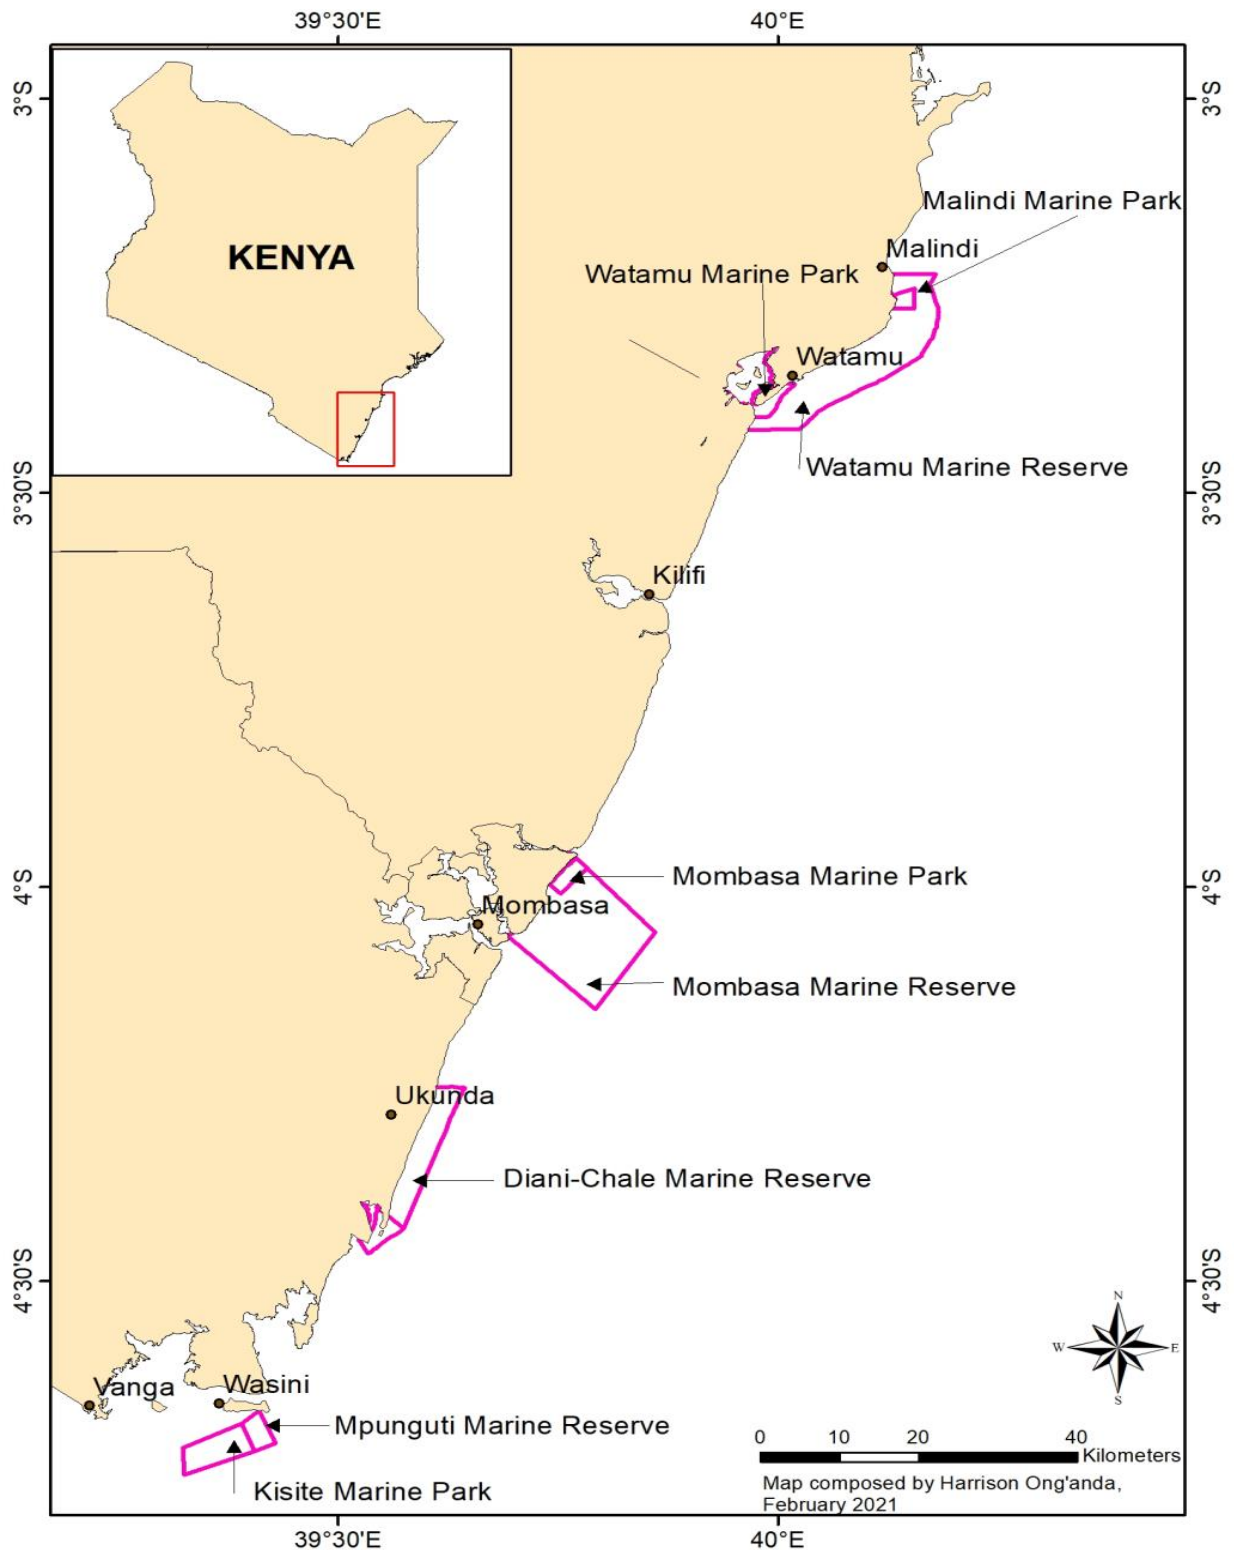 39°30'E 40°E
3°S 3°S
KENYA
Malindi Marine Park
Malindi
Watamu Marine Park
Watamu
Watamu Marine Reserve
3°30'S 3°30'S
Kilifi
Mombasa Marine Park
4°S 4°S
Mombasa
Mombasa Marine Reserve
Ukunda
Diani-Chale Marine Reserve
4°30'S 4°30'S
N
W E
S
Vanga Wasini
Mpunguti Marine Reserve
0 10 20 40
Kilometers
Kisite Marine Park
Map composed by Harrison Ong'anda,
February 2021
39°30'E 40°E